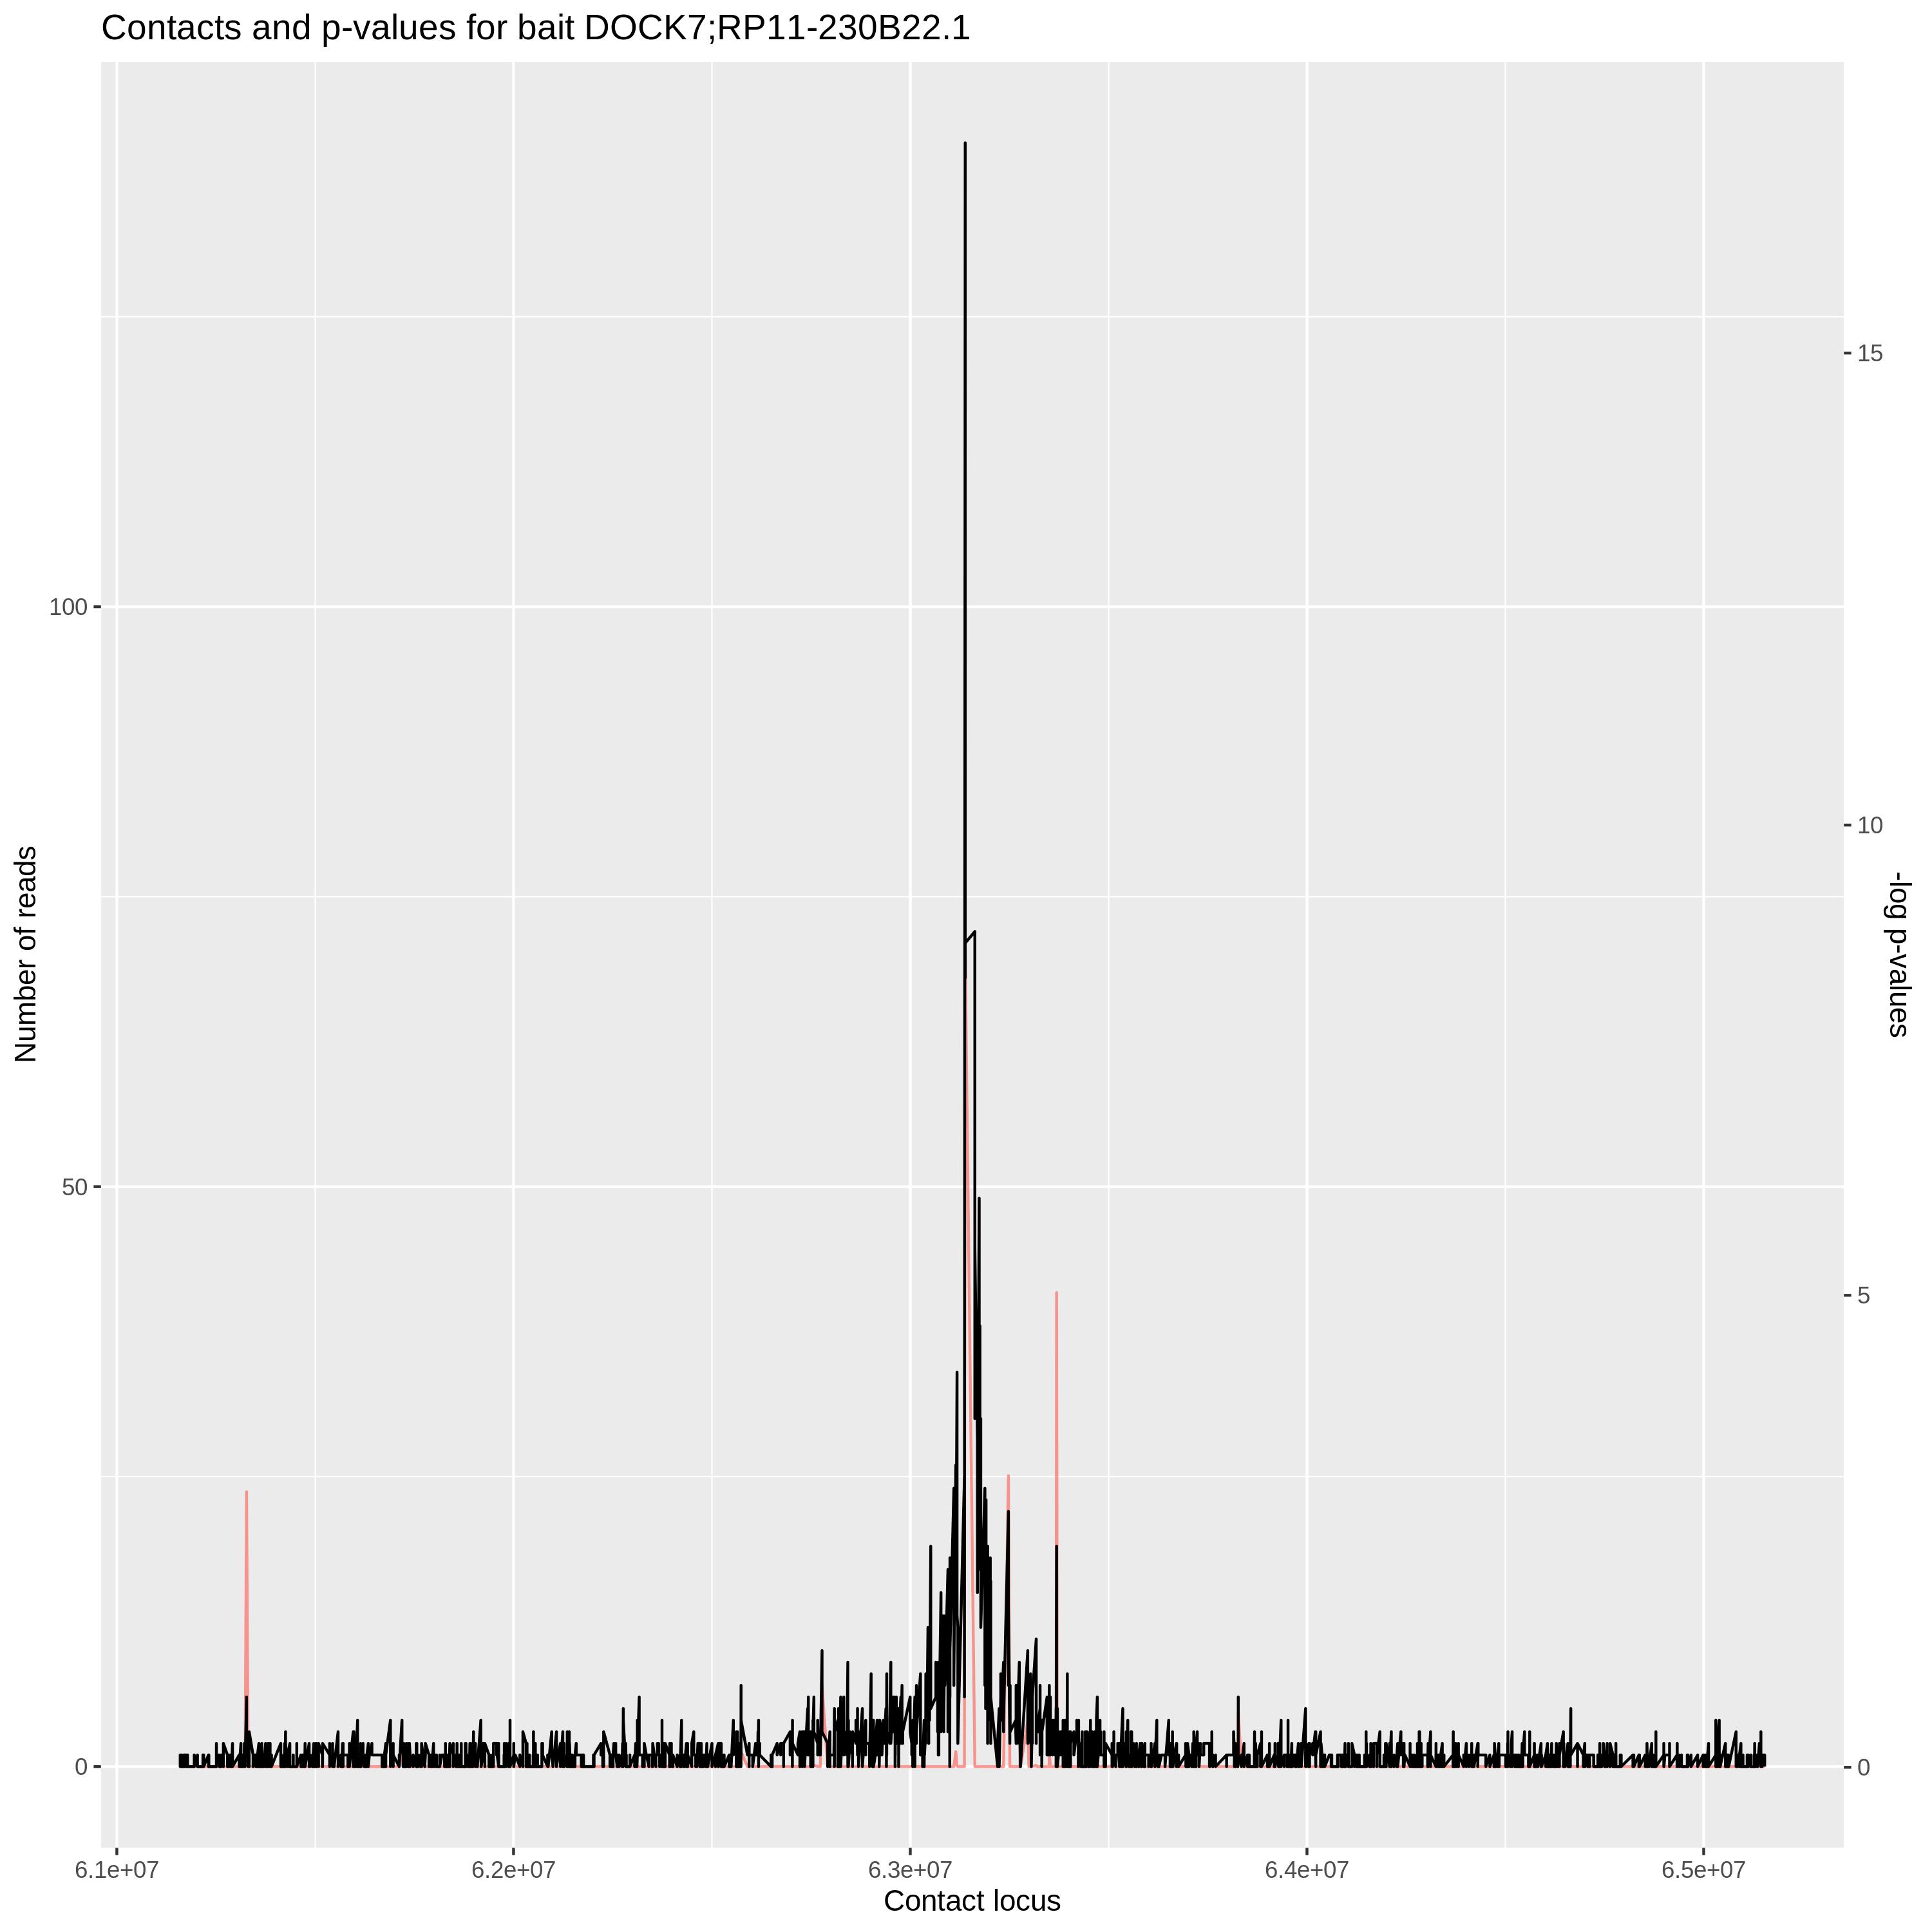 Contacts and p-values for bait DOCK7;RP11-230B22.1
Number of reads
100
50
0
15
10
5
0
-log p-values
6.1e+07 6.2e+07 6.3e+07 6.4e+07 6.5e+07
Contact locus